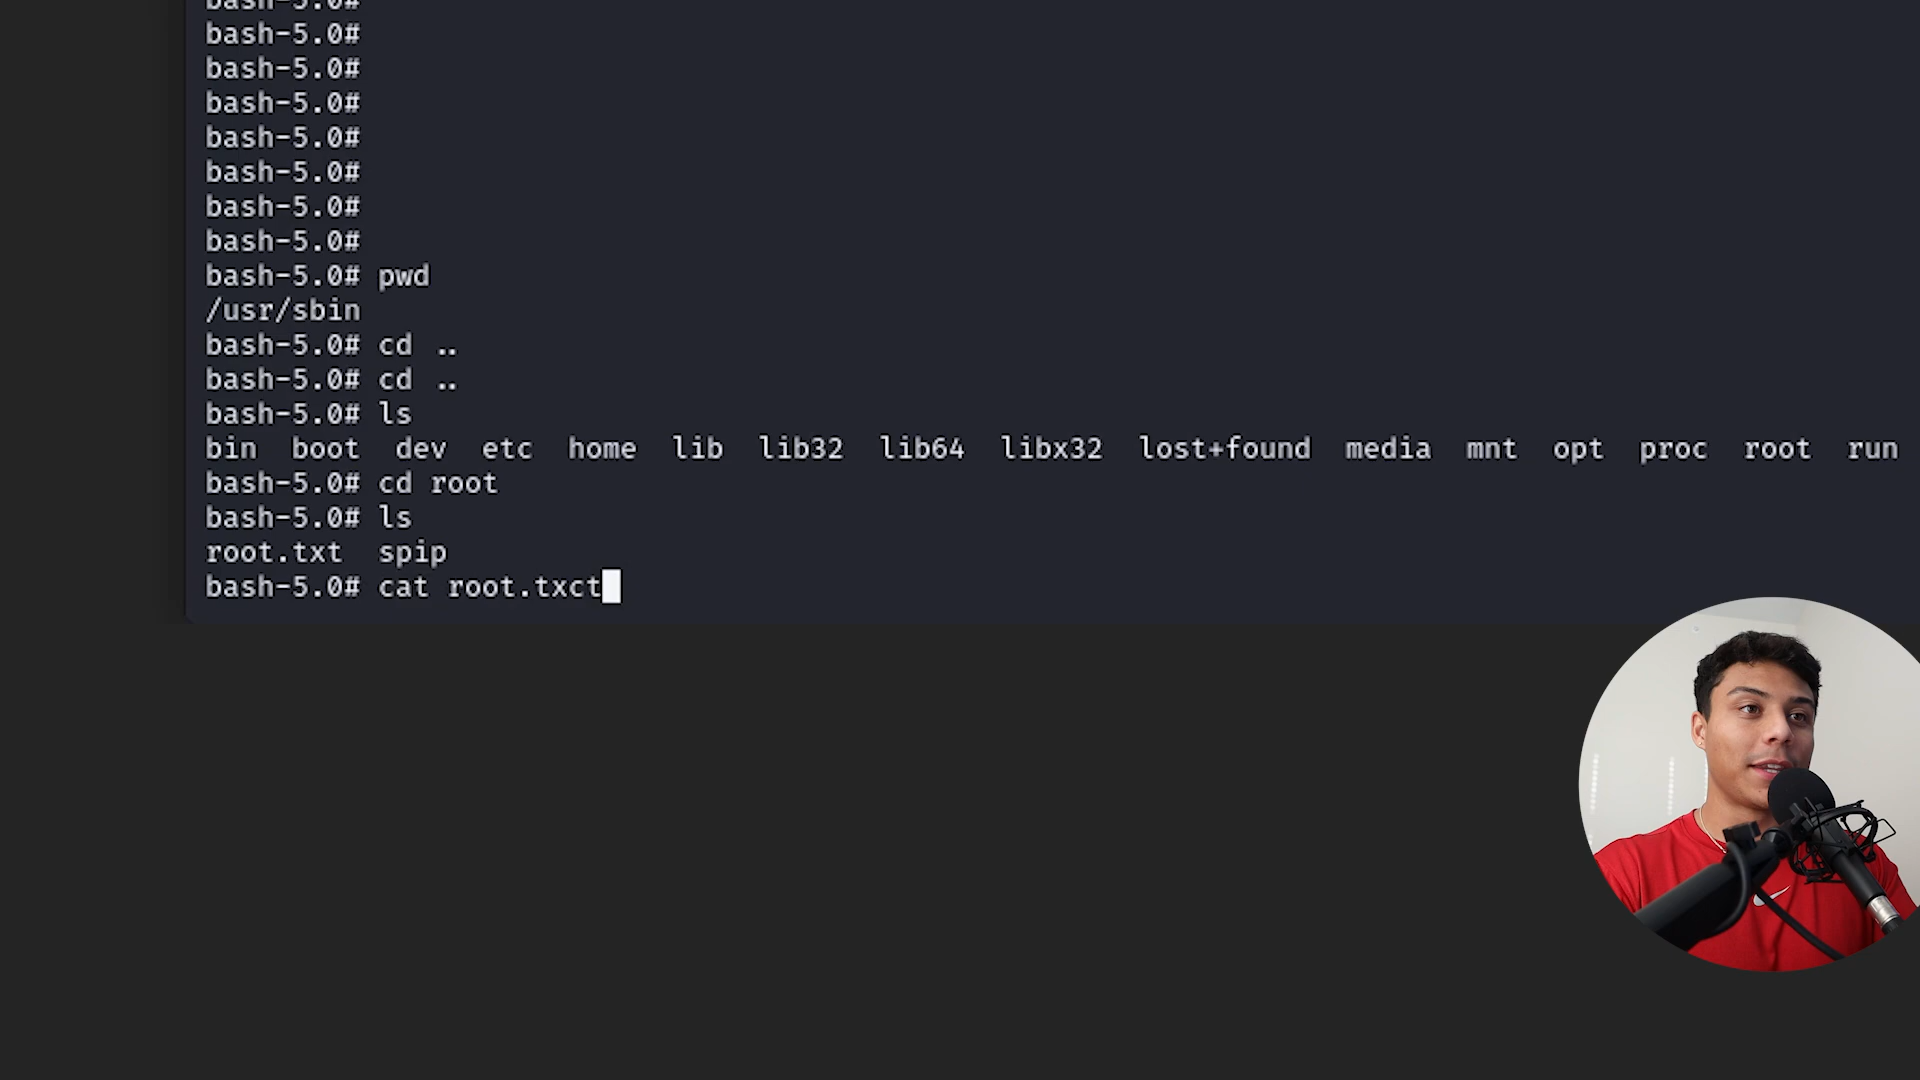 bash-5.0#
bash-5.0#
bash-5.0#
bash-5.0#
bash-5.0#
bash-5.0#
bash-5.0#
bash-5.0#
bash-5.0# pwd
/usr/sbin
bash-5.0# cd ..
bash-5.0# cd ..
bash-5.0# ls
bin boot dev etc home lib lib32 lib64 libx32 lost+found media mnt opt proc root run
bash-5.0# cd root
bash-5.0# ls
root.txt spip
bash-5.0# cat root.txct